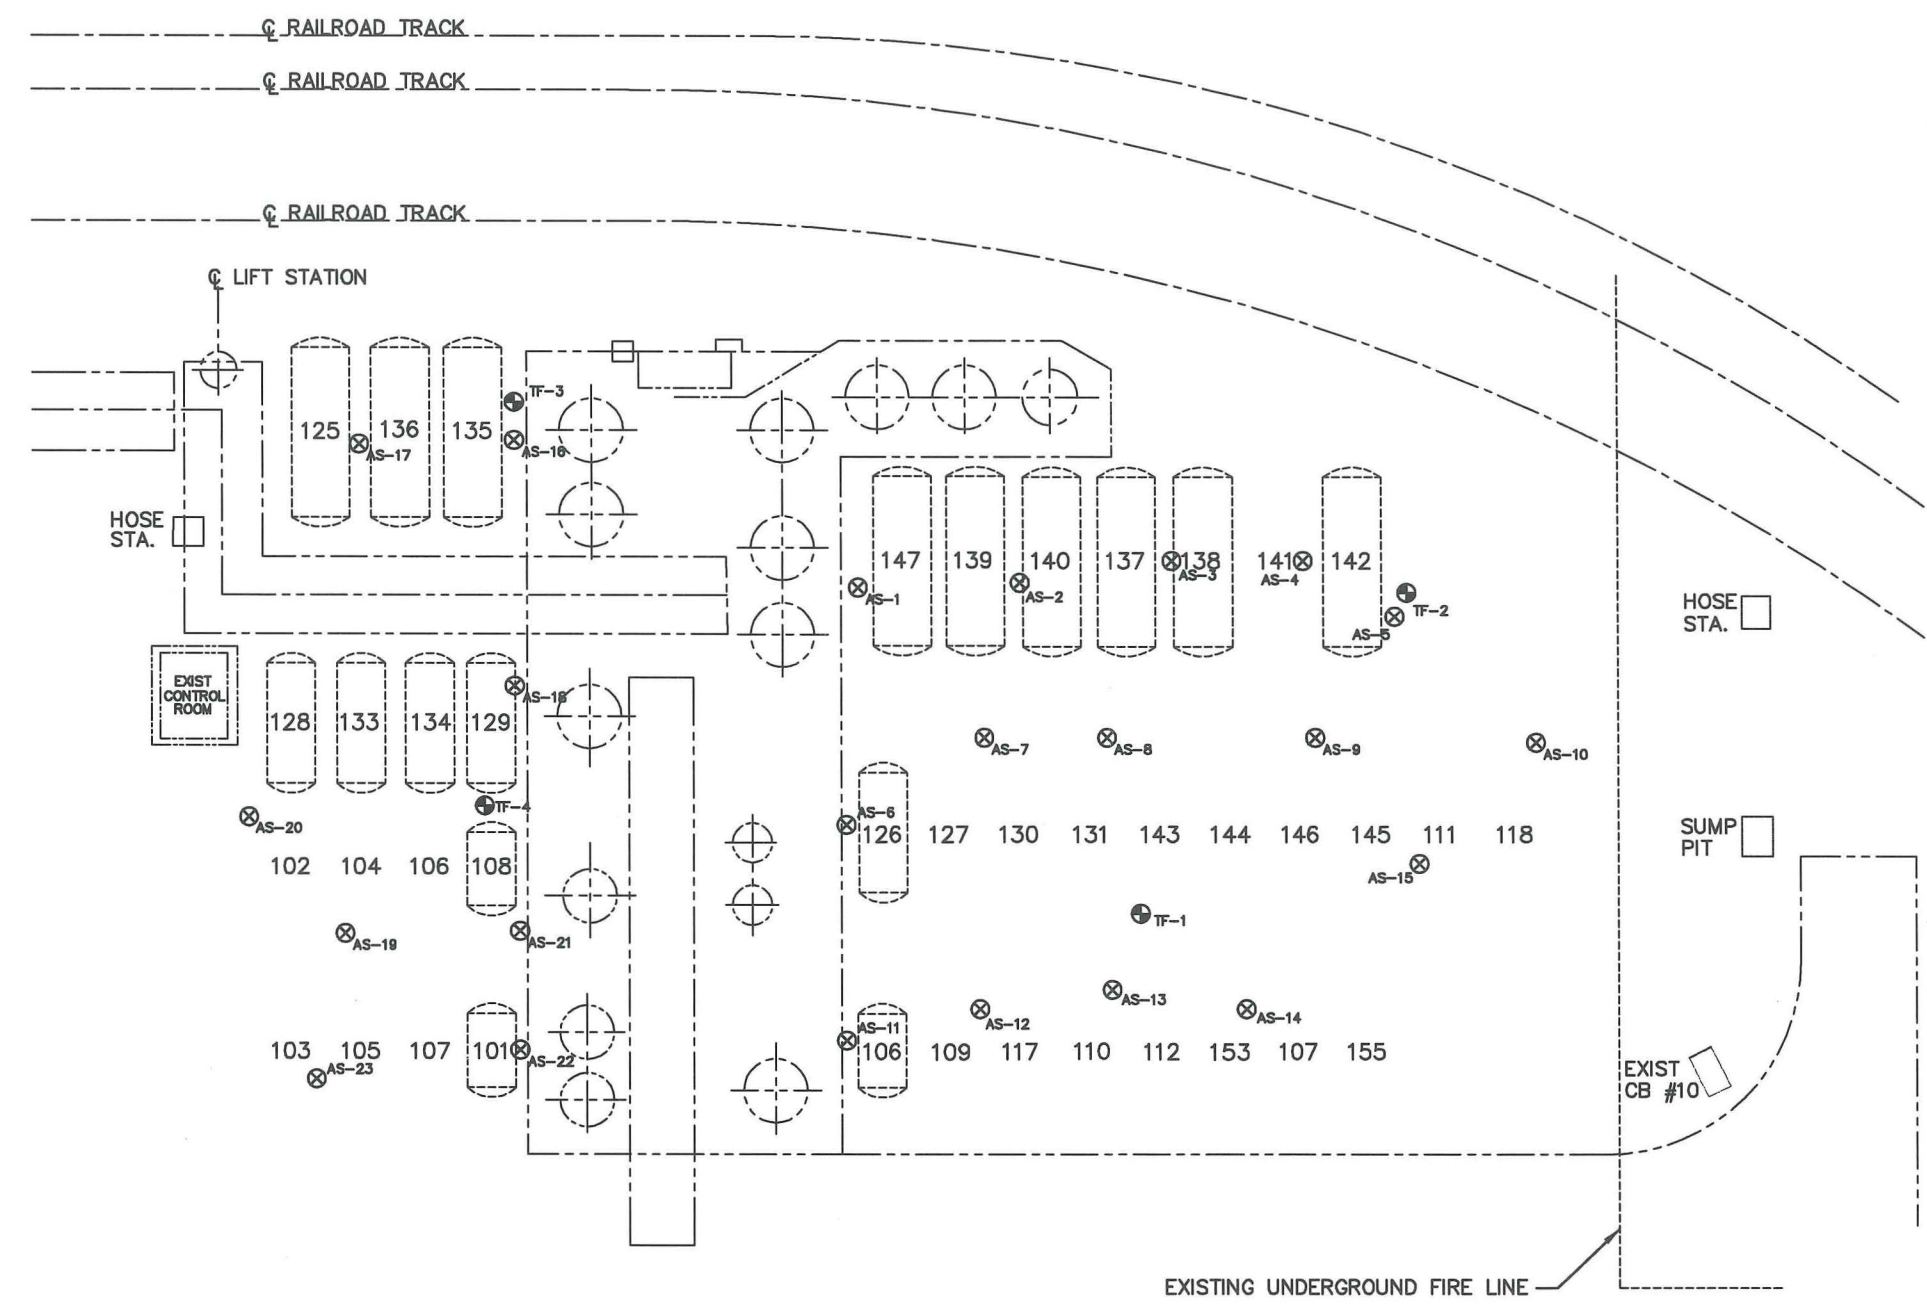 ℄ RAILROAD TRACK
℄ RAILROAD TRACK
℄ RAILROAD TRACK
℄ LIFT STATION
TF-3
125 136 135
AS-17
AS-16
HOSE
STA.
147 139 140 137 138 141 142
AS-1
AS-2
AS-3
AS-4
AS-5
TF-2
HOSE
STA.
EXIST
CONTROL
ROOM
AS-18
128 133 134 129
AS-7
AS-8
AS-9
AS-10
TF-4
AS-20
AS-6
126 127 130 131 143 144 146 145 111 118
SUMP
PIT
102 104 106 108
AS-15
TF-1
AS-19
AS-21
AS-13
AS-12
AS-14
AS-11
103 105 107 101
AS-22
AS-23
106 109 117 110 112 153 107 155
EXIST
CB #10
EXISTING UNDERGROUND FIRE LINE